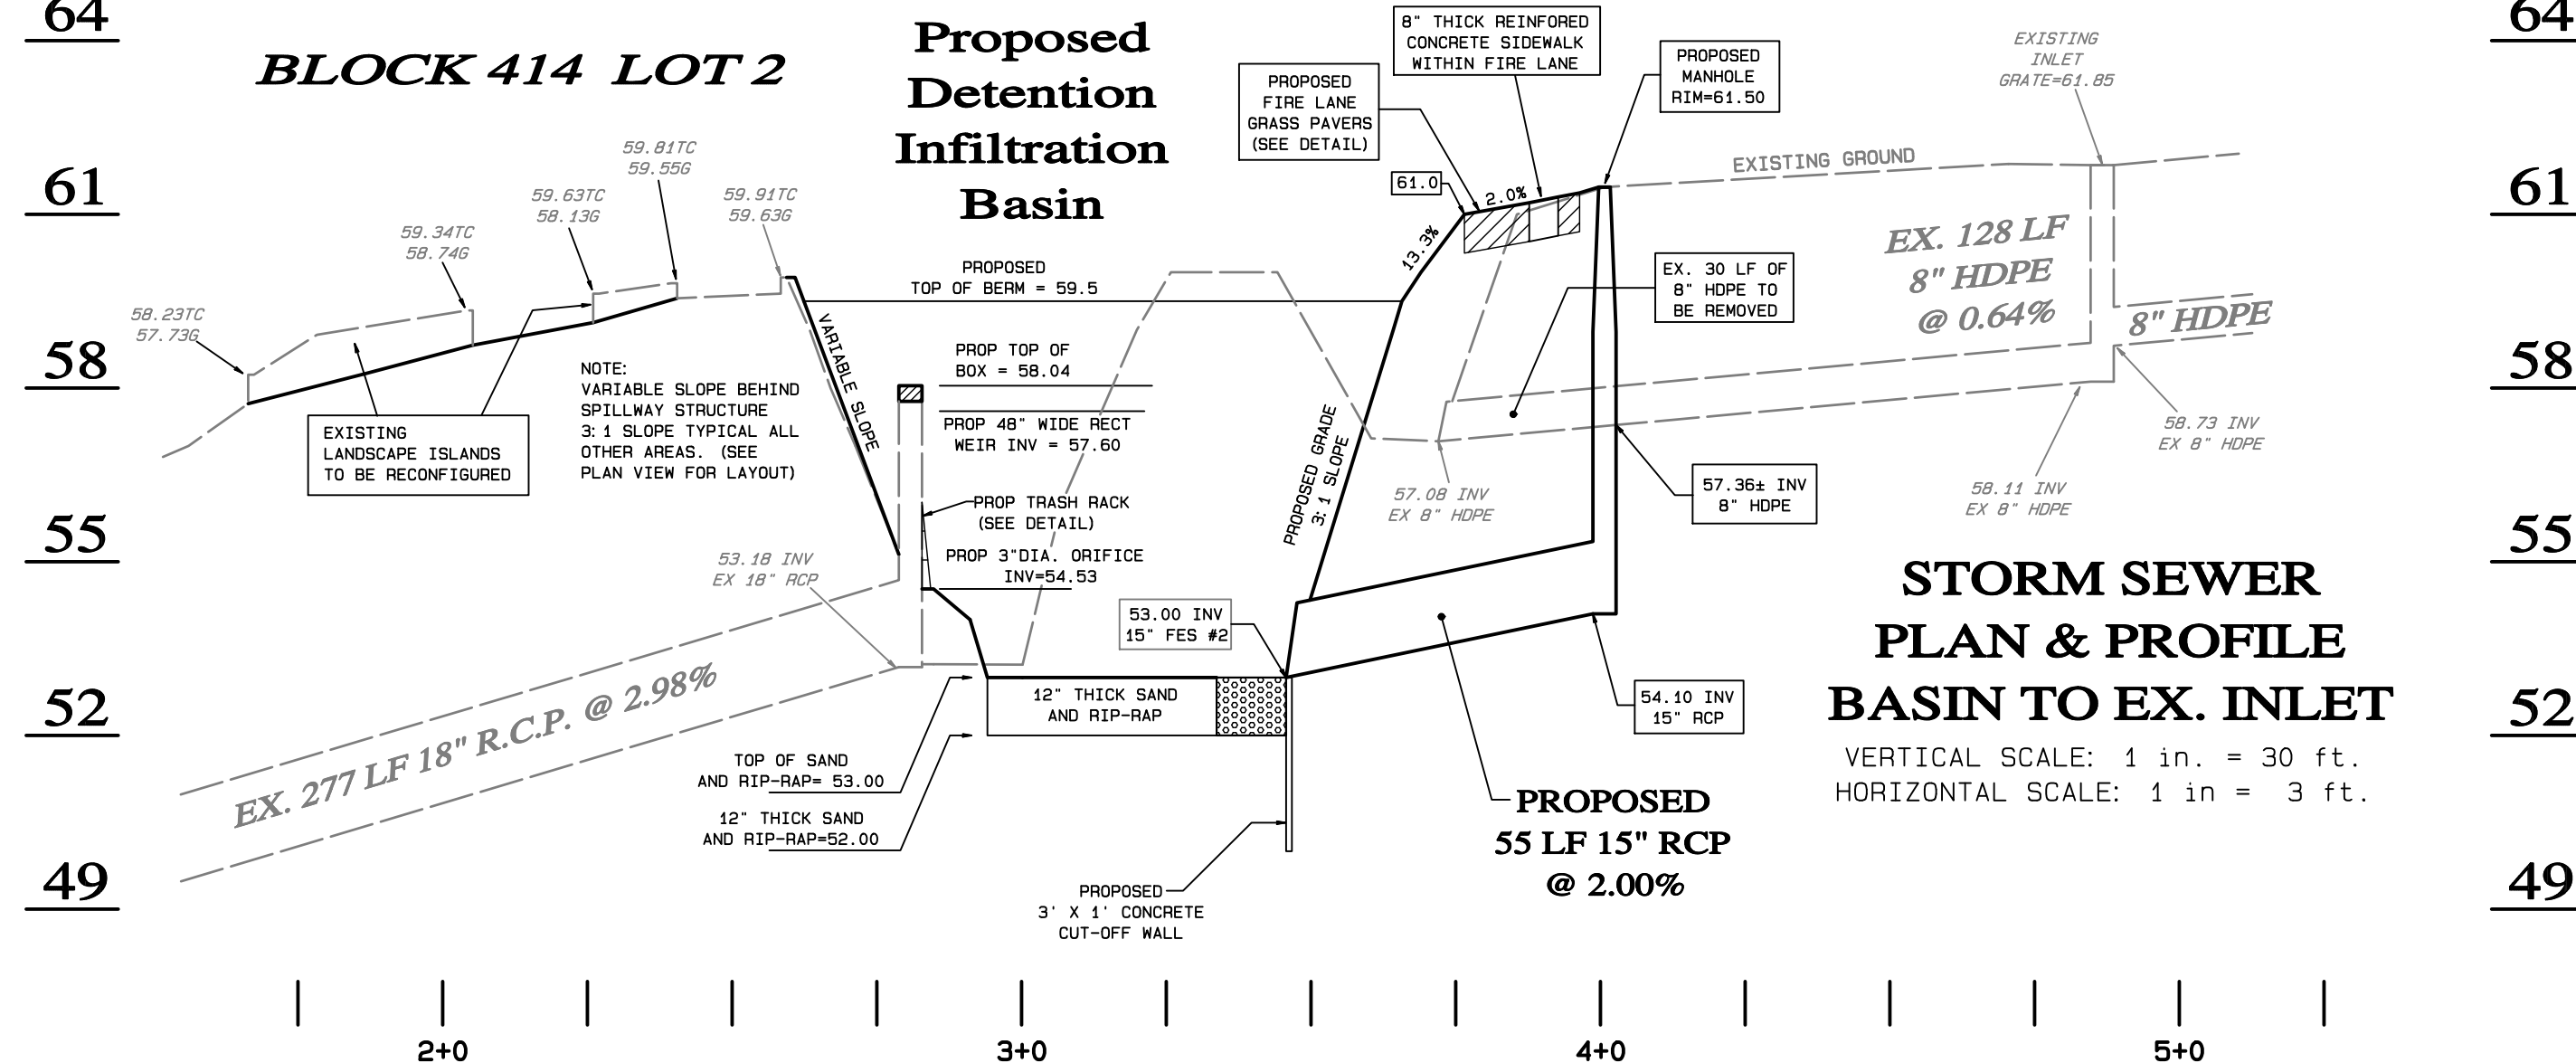 64
64
BLOCK 414 LOT 2
Proposed
Detention
Infiltration
Basin
8" THICK REINFORED
CONCRETE SIDEWALK
WITHIN FIRE LANE
PROPOSED
FIRE LANE
GRASS PAVERS
(SEE DETAIL)
PROPOSED
MANHOLE
RIM=61.50
EXISTING
INLET
GRATE=61.85
61
61
59.81TC
59.55G
59.63TC
58.13G
59.91TC
59.63G
59.34TC
58.74G
58.23TC
57.73G
61.0
2.0%
13.3%
EXISTING GROUND
EX. 128 LF
8" HDPE
@ 0.64%
8" HDPE
PROPOSED
TOP OF BERM = 59.5
EX. 30 LF OF
8" HDPE TO
BE REMOVED
58
58
VARIABLE SLOPE
PROP TOP OF
BOX = 58.04
PROP 48" WIDE RECT
WEIR INV = 57.60
NOTE:
VARIABLE SLOPE BEHIND
SPILLWAY STRUCTURE
3:1 SLOPE TYPICAL ALL
OTHER AREAS. (SEE
PLAN VIEW FOR LAYOUT)
EXISTING
LANDSCAPE ISLANDS
TO BE RECONFIGURED
PROPOSED GRADE
3:1 SLOPE
57.08 INV
EX 8" HDPE
57.36± INV
8" HDPE
58.11 INV
EX 8" HDPE
58.73 INV
EX 8" HDPE
55
55
PROP TRASH RACK
(SEE DETAIL)
PROP 3"DIA. ORIFICE
INV=54.53
53.18 INV
EX 18" RCP
53.00 INV
15" FES #2
STORM SEWER
PLAN & PROFILE
BASIN TO EX. INLET
VERTICAL SCALE: 1 in. = 30 ft.
HORIZONTAL SCALE: 1 in = 3 ft.
52
52
EX. 277 LF 18" R.C.P. @ 2.98%
12" THICK SAND
AND RIP-RAP
54.10 INV
15" RCP
TOP OF SAND
AND RIP-RAP= 53.00
12" THICK SAND
AND RIP-RAP=52.00
PROPOSED
55 LF 15" RCP
@ 2.00%
49
49
PROPOSED
3' X 1' CONCRETE
CUT-OFF WALL
2+0
3+0
4+0
5+0